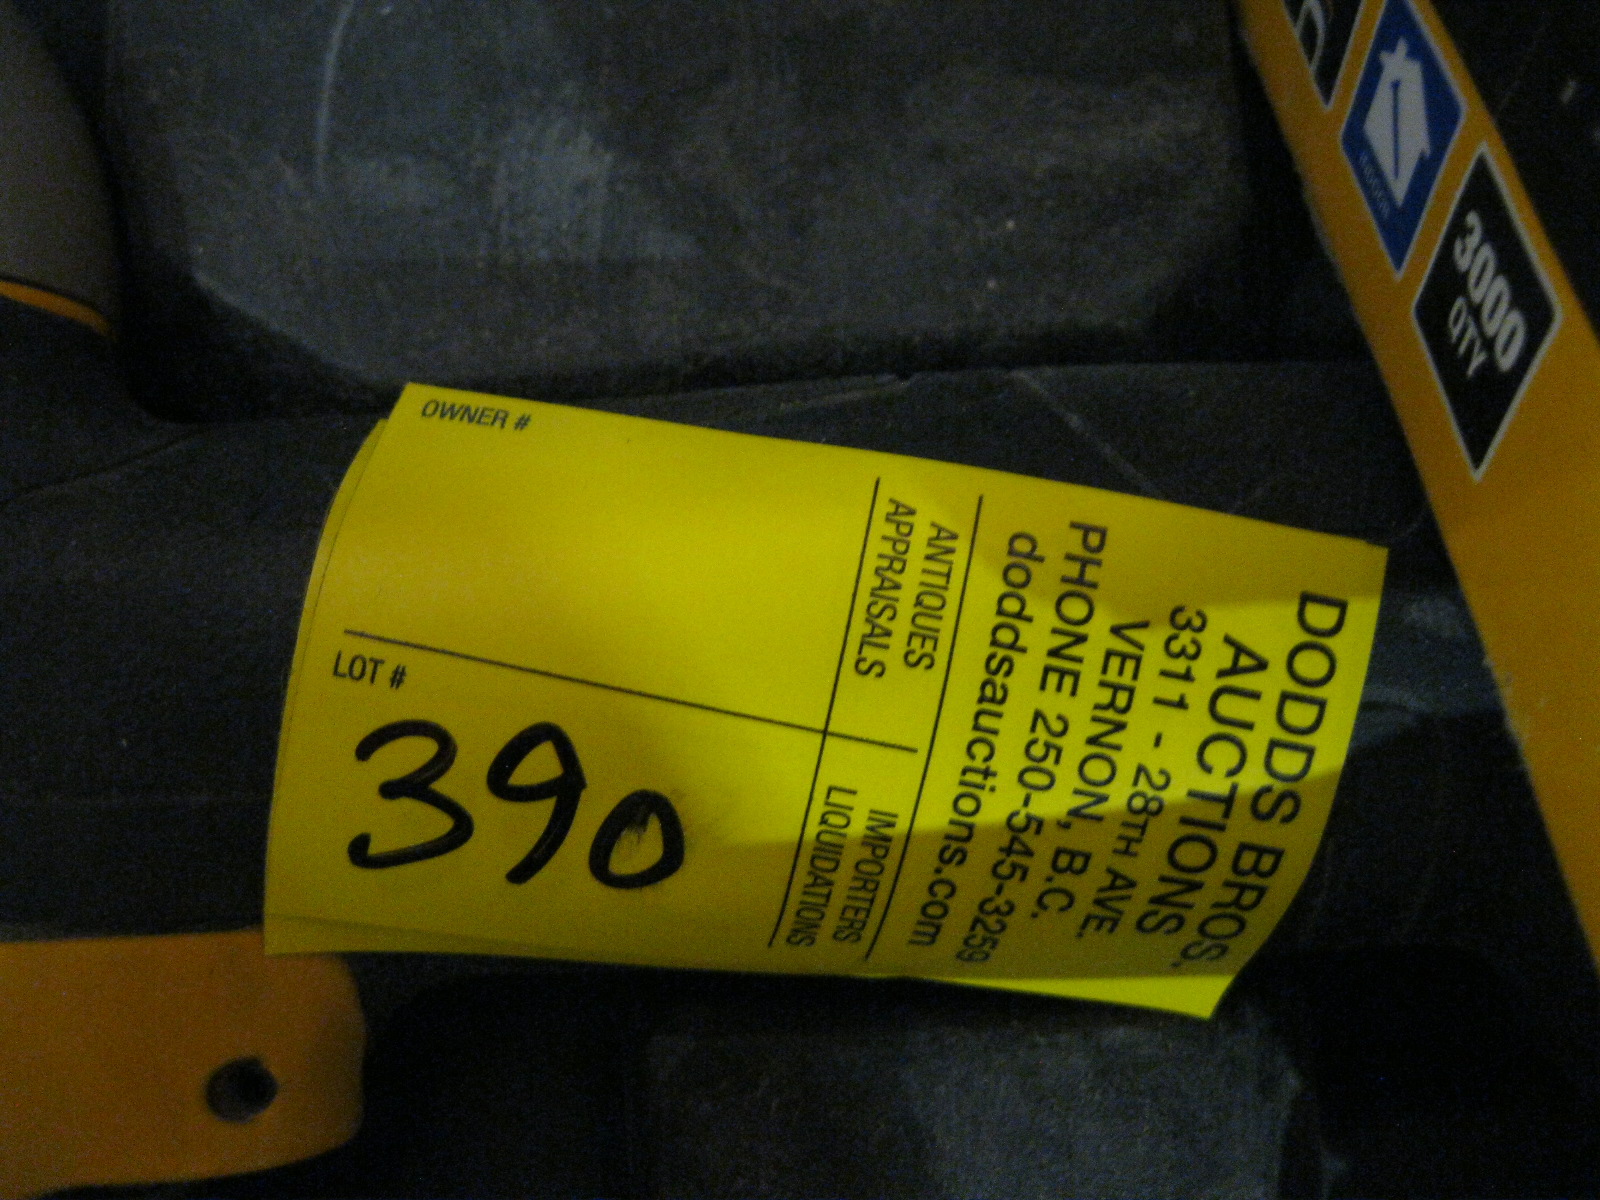 DODDS BROS.
AUCTIONS
3311 - 28TH AVE.
VERNON, B.C.
PHONE 250-545-3259
doddsauctions.com
ANTIQUES
APPRAISALS
IMPORTERS
LIQUIDATIONS
OWNER #
LOT #
390
3000
QTY